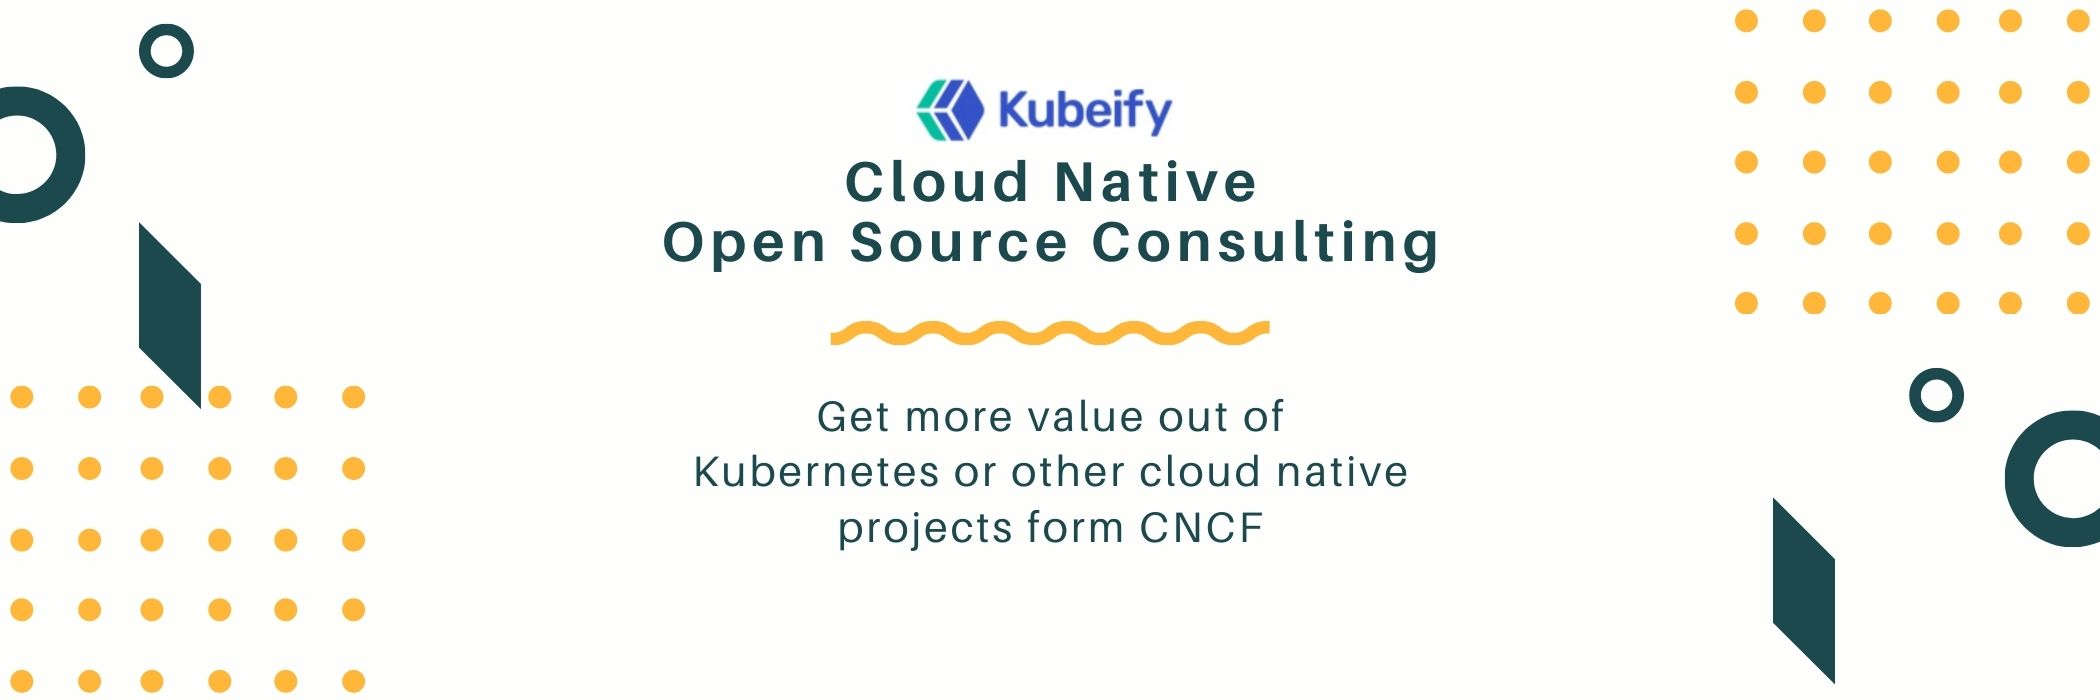 Kubeify
Cloud Native
Open Source Consulting
Get more value out of
Kubernetes or other cloud native
projects form CNCF